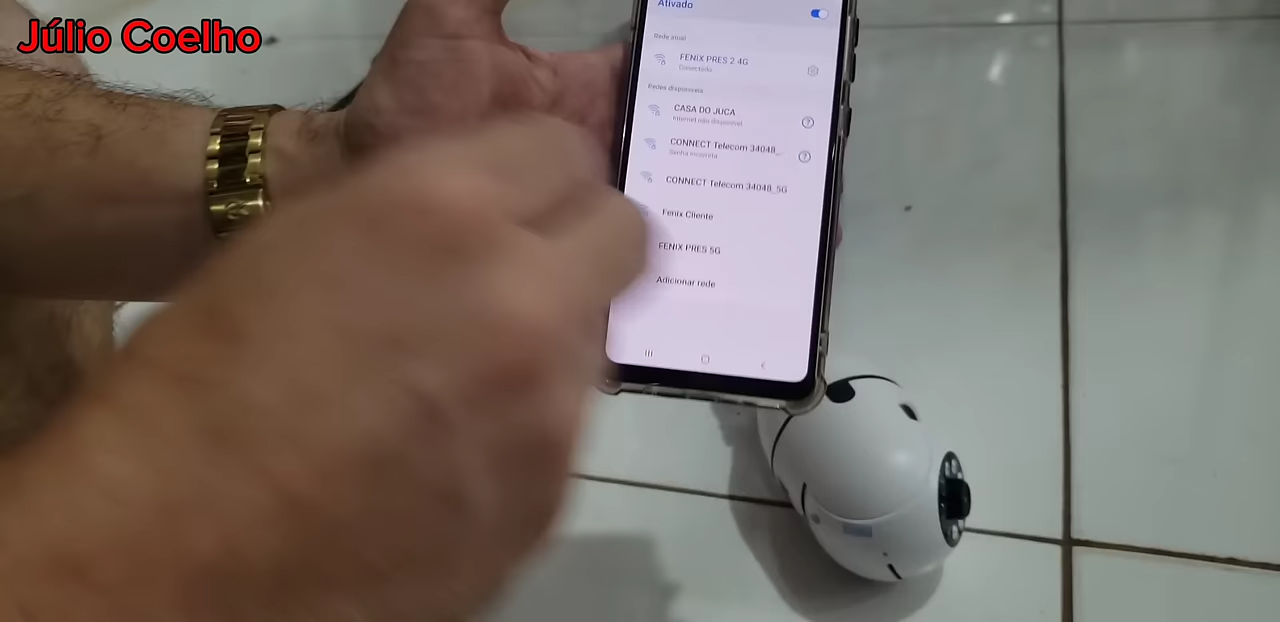 Júlio Coelho
Ativado
Rede atual
FENIX PRES 2.4G
Conectado
Redes disponíveis
CASA DO JUCA
Internet não disponível
CONNECT Telecom 34048_...
Senha incorreta
CONNECT Telecom 34048_5G
Fenix Cliente
FENIX PRES 5G
Adicionar rede